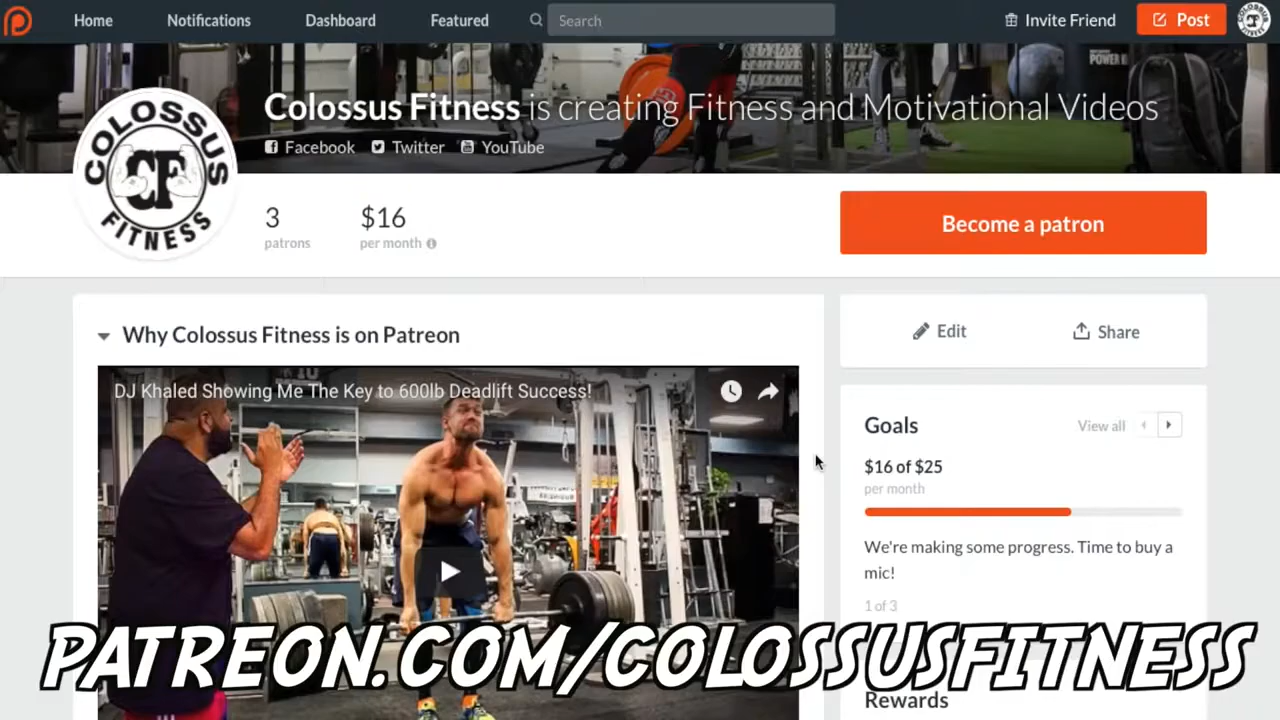 Home Notifications Dashboard Featured Search Invite Friend Post
Colossus Fitness is creating Fitness and Motivational Videos
Facebook Twitter YouTube
COLOSSUS
CF
FITNESS
3 $16
patrons per month
Become a patron
Why Colossus Fitness is on Patreon
Edit Share
DJ Khaled Showing Me The Key to 600lb Deadlift Success!
Goals View all
$16 of $25
per month
We're making some progress. Time to buy a
mic!
1 of 3
PATREON.COM/COLOSSUSFITNESS
Rewards